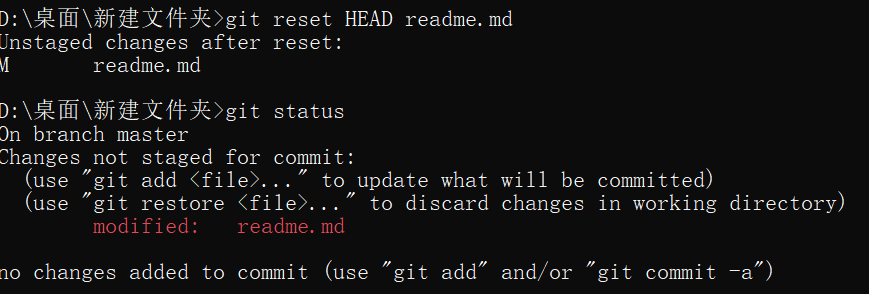 D:\桌面\新建文件夹>git reset HEAD readme.md
Unstaged changes after reset:
M       readme.md
D:\桌面\新建文件夹>git status
On branch master
Changes not staged for commit:
  (use "git add <file>..." to update what will be committed)
  (use "git restore <file>..." to discard changes in working directory)
        modified:   readme.md
no changes added to commit (use "git add" and/or "git commit -a")